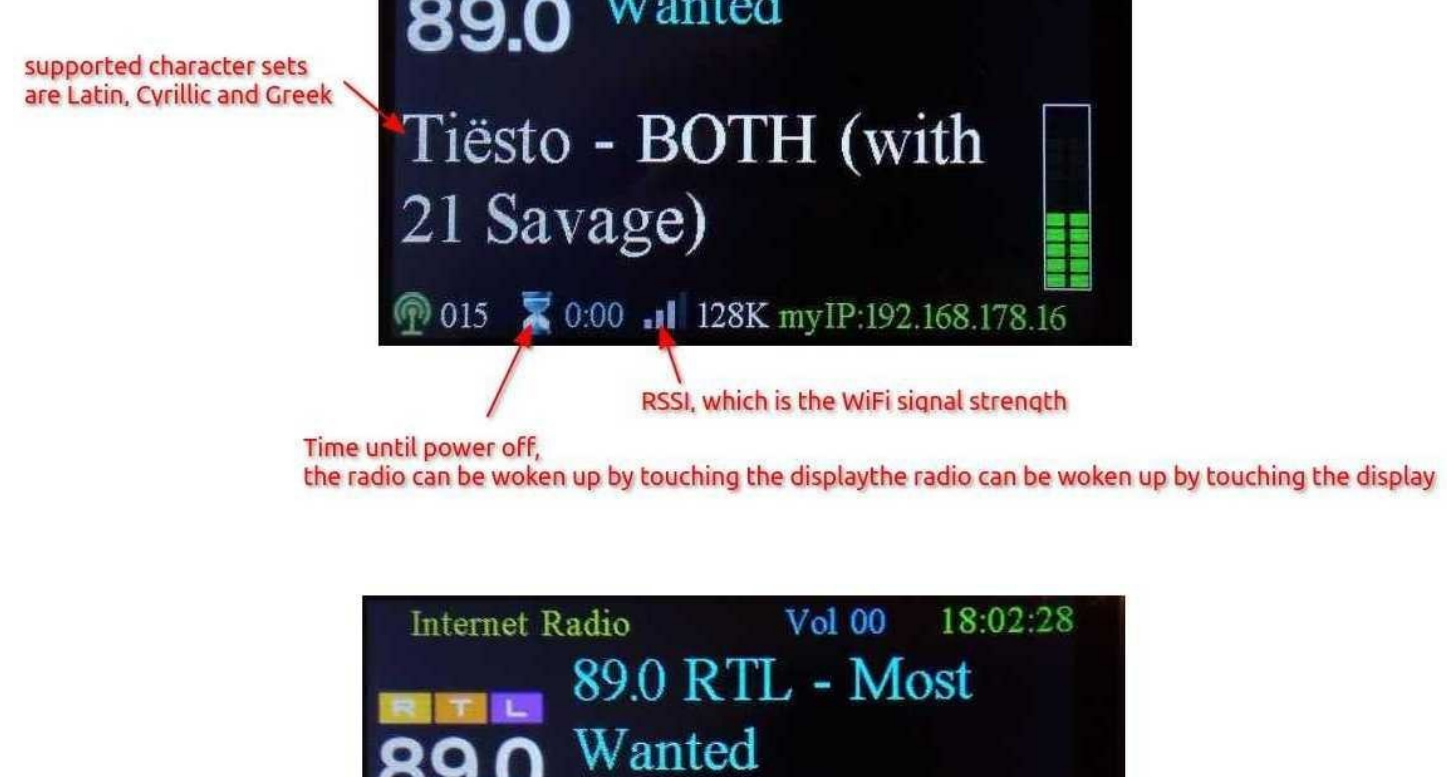 89.0 Wanted
supported character sets
are Latin, Cyrillic and Greek
Tiësto - BOTH (with
21 Savage)
015 0:00 128K myIP:192.168.178.16
RSSI, which is the WiFi signal strength
Time until power off,
the radio can be woken up by touching the displaythe radio can be woken up by touching the display
Internet Radio Vol 00 18:02:28
89.0 RTL - Most
RTL
89.0 Wanted